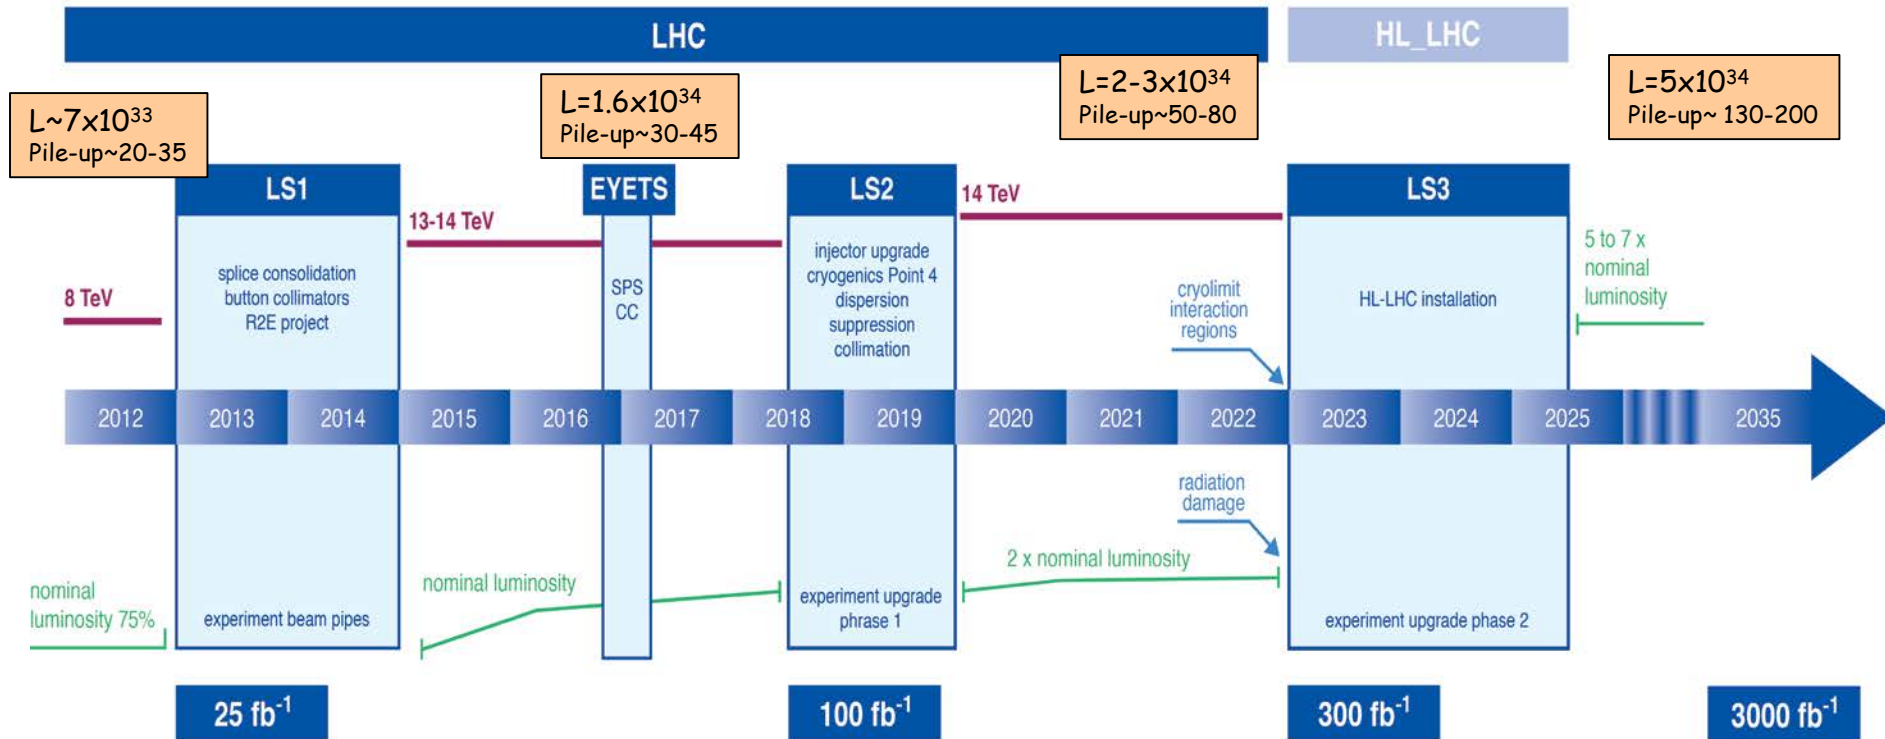 LHC
HL_LHC
L~7x10³³
Pile-up~20-35
L=1.6x10³⁴
Pile-up~30-45
L=2-3x10³⁴
Pile-up~50-80
L=5x10³⁴
Pile-up~ 130-200
LS1
EYETS
LS2
LS3
8 TeV
13-14 TeV
14 TeV
splice consolidation
button collimators
R2E project
SPS
CC
injector upgrade
cryogenics Point 4
dispersion
suppression
collimation
cryolimit
interaction
regions
HL-LHC installation
5 to 7 x
nominal
luminosity
2012
2013
2014
2015
2016
2017
2018
2019
2020
2021
2022
2023
2024
2025
2035
radiation
damage
nominal
luminosity 75%
experiment beam pipes
nominal luminosity
experiment upgrade
phrase 1
2 x nominal luminosity
experiment upgrade phase 2
25 fb⁻¹
100 fb⁻¹
300 fb⁻¹
3000 fb⁻¹